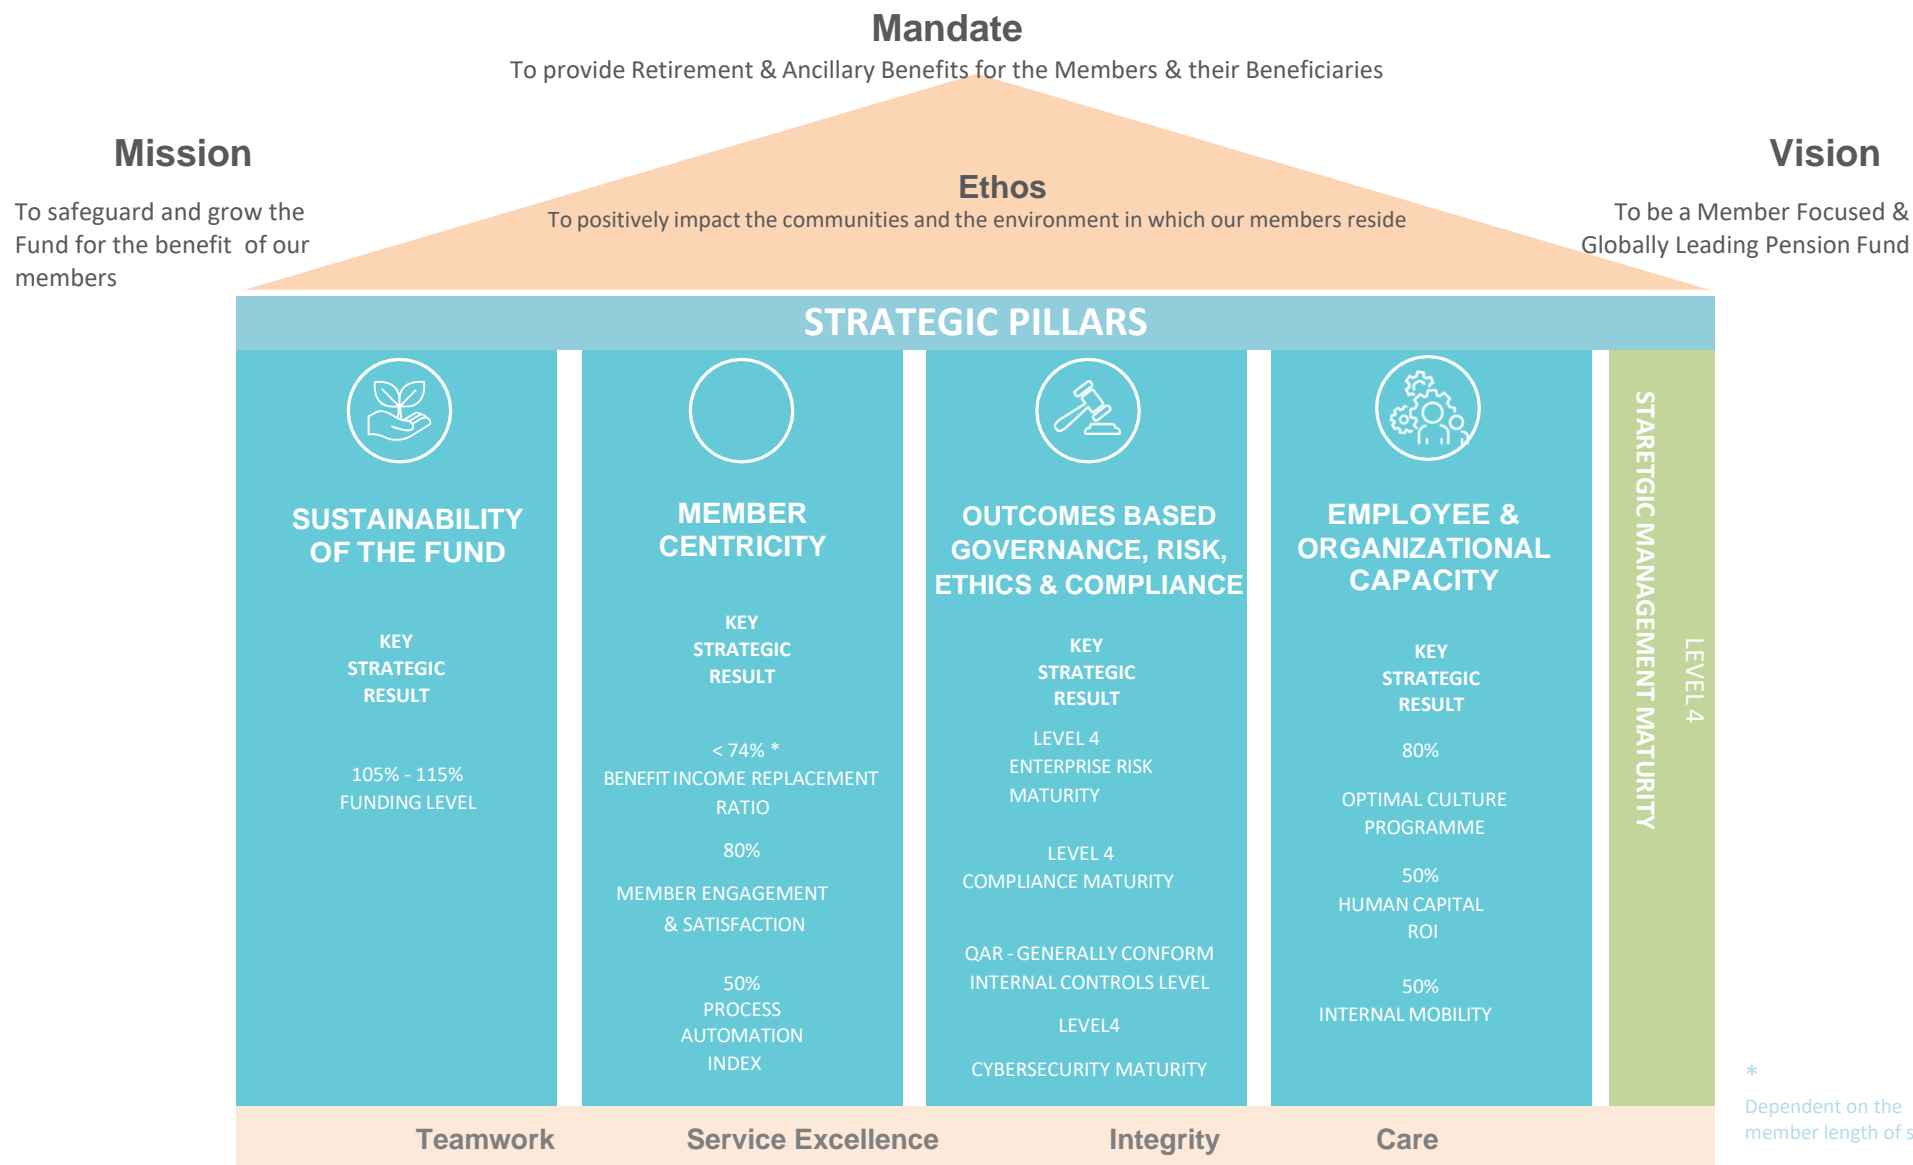 Mandate
To provide Retirement & Ancillary Benefits for the Members & their Beneficiaries
Mission
To safeguard and grow the
Fund for the benefit of our
members
Ethos
To positively impact the communities and the environment in which our members reside
Vision
To be a Member Focused &
Globally Leading Pension Fund
STRATEGIC PILLARS
SUSTAINABILITY
OF THE FUND
KEY
STRATEGIC
RESULT
105% - 115%
FUNDING LEVEL
MEMBER
CENTRICITY
KEY
STRATEGIC
RESULT
< 74% *
BENEFIT INCOME REPLACEMENT
RATIO
80%
MEMBER ENGAGEMENT
& SATISFACTION
50%
PROCESS
AUTOMATION
INDEX
OUTCOMES BASED
GOVERNANCE, RISK,
ETHICS & COMPLIANCE
KEY
STRATEGIC
RESULT
LEVEL 4
ENTERPRISE RISK
MATURITY
LEVEL 4
COMPLIANCE MATURITY
QAR - GENERALLY CONFORM
INTERNAL CONTROLS LEVEL
LEVEL4
CYBERSECURITY MATURITY
EMPLOYEE &
ORGANIZATIONAL
CAPACITY
KEY
STRATEGIC
RESULT
80%
OPTIMAL CULTURE
PROGRAMME
50%
HUMAN CAPITAL
ROI
50%
INTERNAL MOBILITY
STARETGIC MANAGEMENT MATURITY
LEVEL 4
*
Dependent on the
member length of s
Teamwork Service Excellence Integrity Care